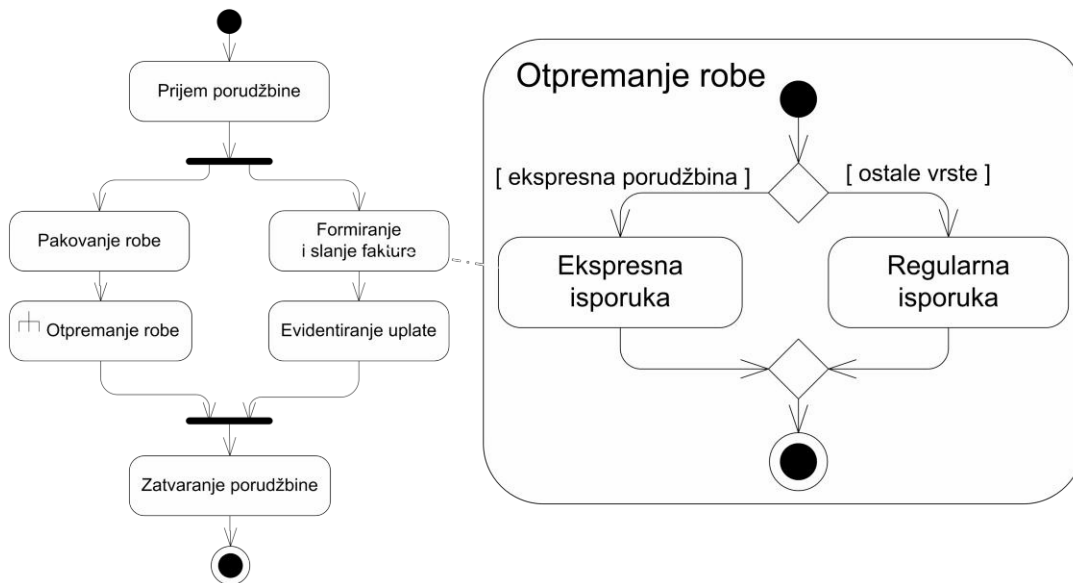 Prijem porudžbine
Pakovanje robe
Formiranje
i slanje fakture
Otpremanje robe
Evidentiranje uplate
Zatvaranje porudžbine
Otpremanje robe
[ ekspresna porudžbina ]
[ ostale vrste ]
Ekspresna
isporuka
Regularna
isporuka